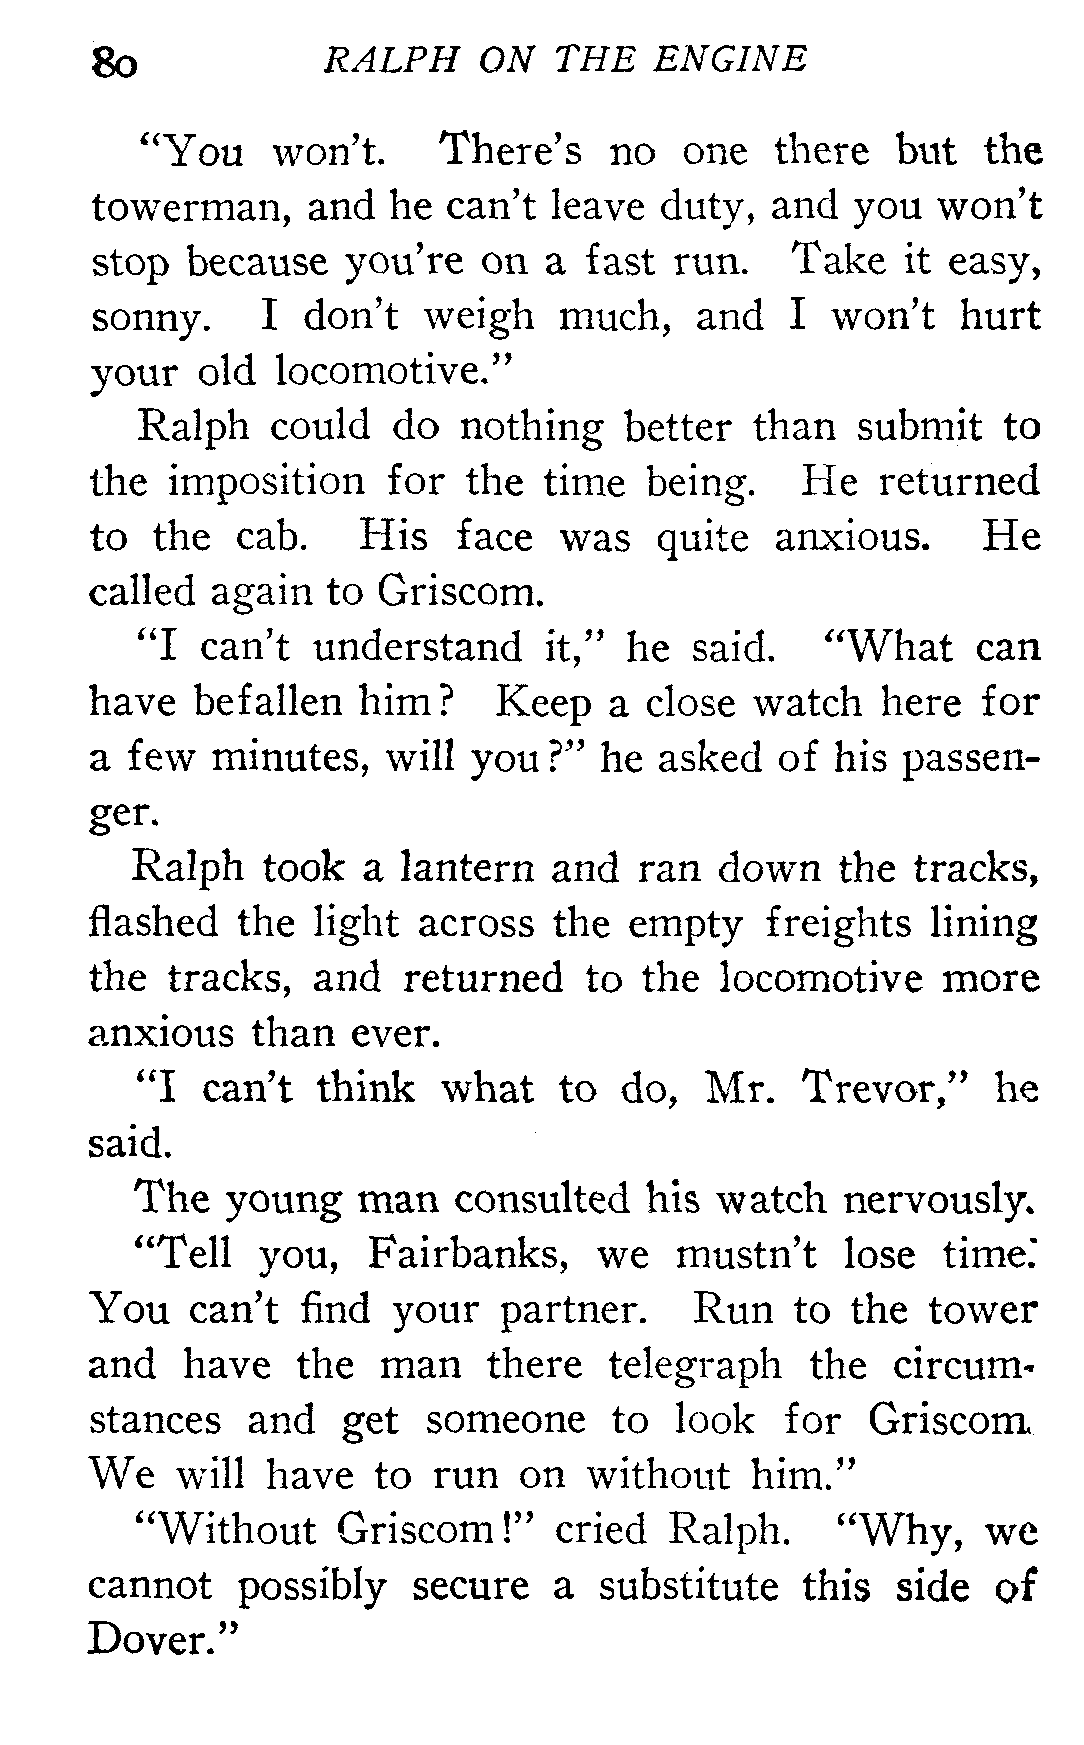 80 RALPH ON THE ENGINE
“You won’t. There’s no one there but the
towerman, and he can’t leave duty, and you won’t
stop because you’re on a fast run. Take it easy,
sonny. I don’t weigh much, and I won’t hurt
your old locomotive.”
Ralph could do nothing better than submit to
the imposition for the time being. He returned
to the cab. His face was quite anxious. He
called again to Griscom.
“I can’t understand it,” he said. “What can
have befallen him? Keep a close watch here for
a few minutes, will you?” he asked of his passen-
ger.
Ralph took a lantern and ran down the tracks,
flashed the light across the empty freights lining
the tracks, and returned to the locomotive more
anxious than ever.
“I can’t think what to do, Mr. Trevor,” he
said.
The young man consulted his watch nervously.
“Tell you, Fairbanks, we mustn’t lose time.
You can’t find your partner. Run to the tower
and have the man there telegraph the circum-
stances and get someone to look for Griscom.
We will have to run on without him.”
“Without Griscom!” cried Ralph. “Why, we
cannot possibly secure a substitute this side of
Dover.”